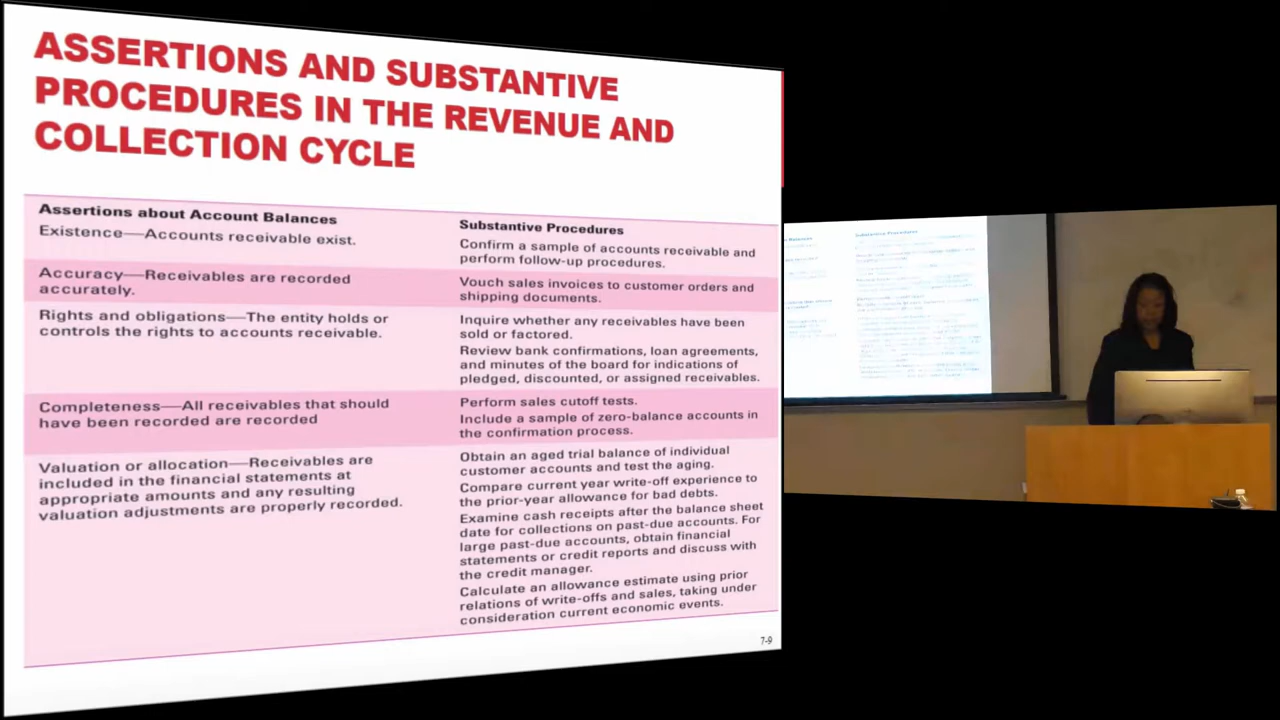 ASSERTIONS AND SUBSTANTIVE
PROCEDURES IN THE REVENUE AND
COLLECTION CYCLE
Assertions about Account Balances
Existence—Accounts receivable exist.
Substantive Procedures
Confirm a sample of accounts receivable and
perform follow-up procedures.
Accuracy—Receivables are recorded
accurately.
Vouch sales invoices to customer orders and
shipping documents.
Rights and obligations—The entity holds or
controls the rights to accounts receivable.
Inquire whether any receivables have been
sold or factored.
Review bank confirmations, loan agreements,
and minutes of the board for indications of
pledged, discounted, or assigned receivables.
Completeness—All receivables that should
have been recorded are recorded
Perform sales cutoff tests.
Include a sample of zero-balance accounts in
the confirmation process.
Valuation or allocation—Receivables are
included in the financial statements at
appropriate amounts and any resulting
valuation adjustments are properly recorded.
Obtain an aged trial balance of individual
customer accounts and test the aging.
Compare current year write-off experience to
the prior-year allowance for bad debts.
Examine cash receipts after the balance sheet
date for collections on past-due accounts. For
large past-due accounts, obtain financial
statements or credit reports and discuss with
the credit manager.
Calculate an allowance estimate using prior
relations of write-offs and sales, taking under
consideration current economic events.
7-9
Substantive Procedures